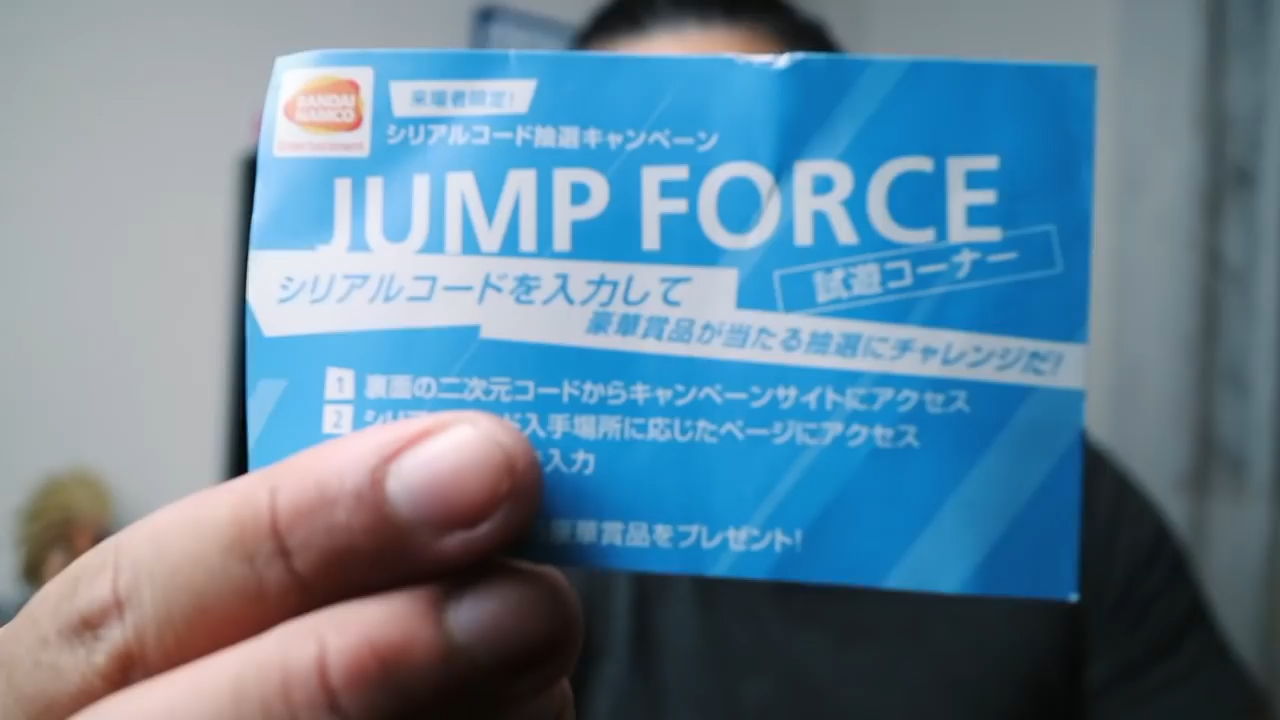 BANDAI
NAMCO
Entertainment
来場者限定!
シリアルコード抽選キャンペーン
JUMP FORCE
試遊コーナー
シリアルコードを入力して
豪華賞品が当たる抽選にチャレンジだ!
1 裏面の二次元コードからキャンペーンサイトにアクセス
2 シリ 入手場所に応じたページにアクセス
入力
豪華賞品をプレゼント!